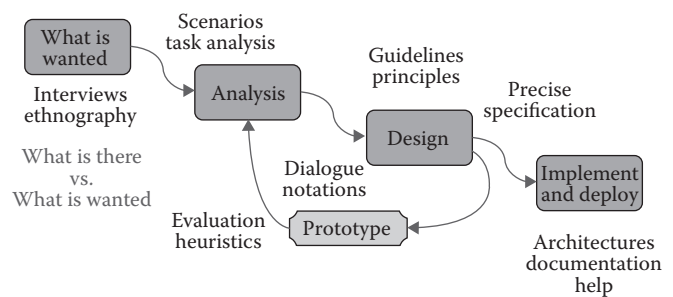 What is
wanted
Scenarios
task analysis
Interviews
ethnography
What is there
vs.
What is wanted
Analysis
Guidelines
principles
Design
Precise
specification
Dialogue
notations
Implement
and deploy
Evaluation
heuristics
Prototype
Architectures
documentation
help